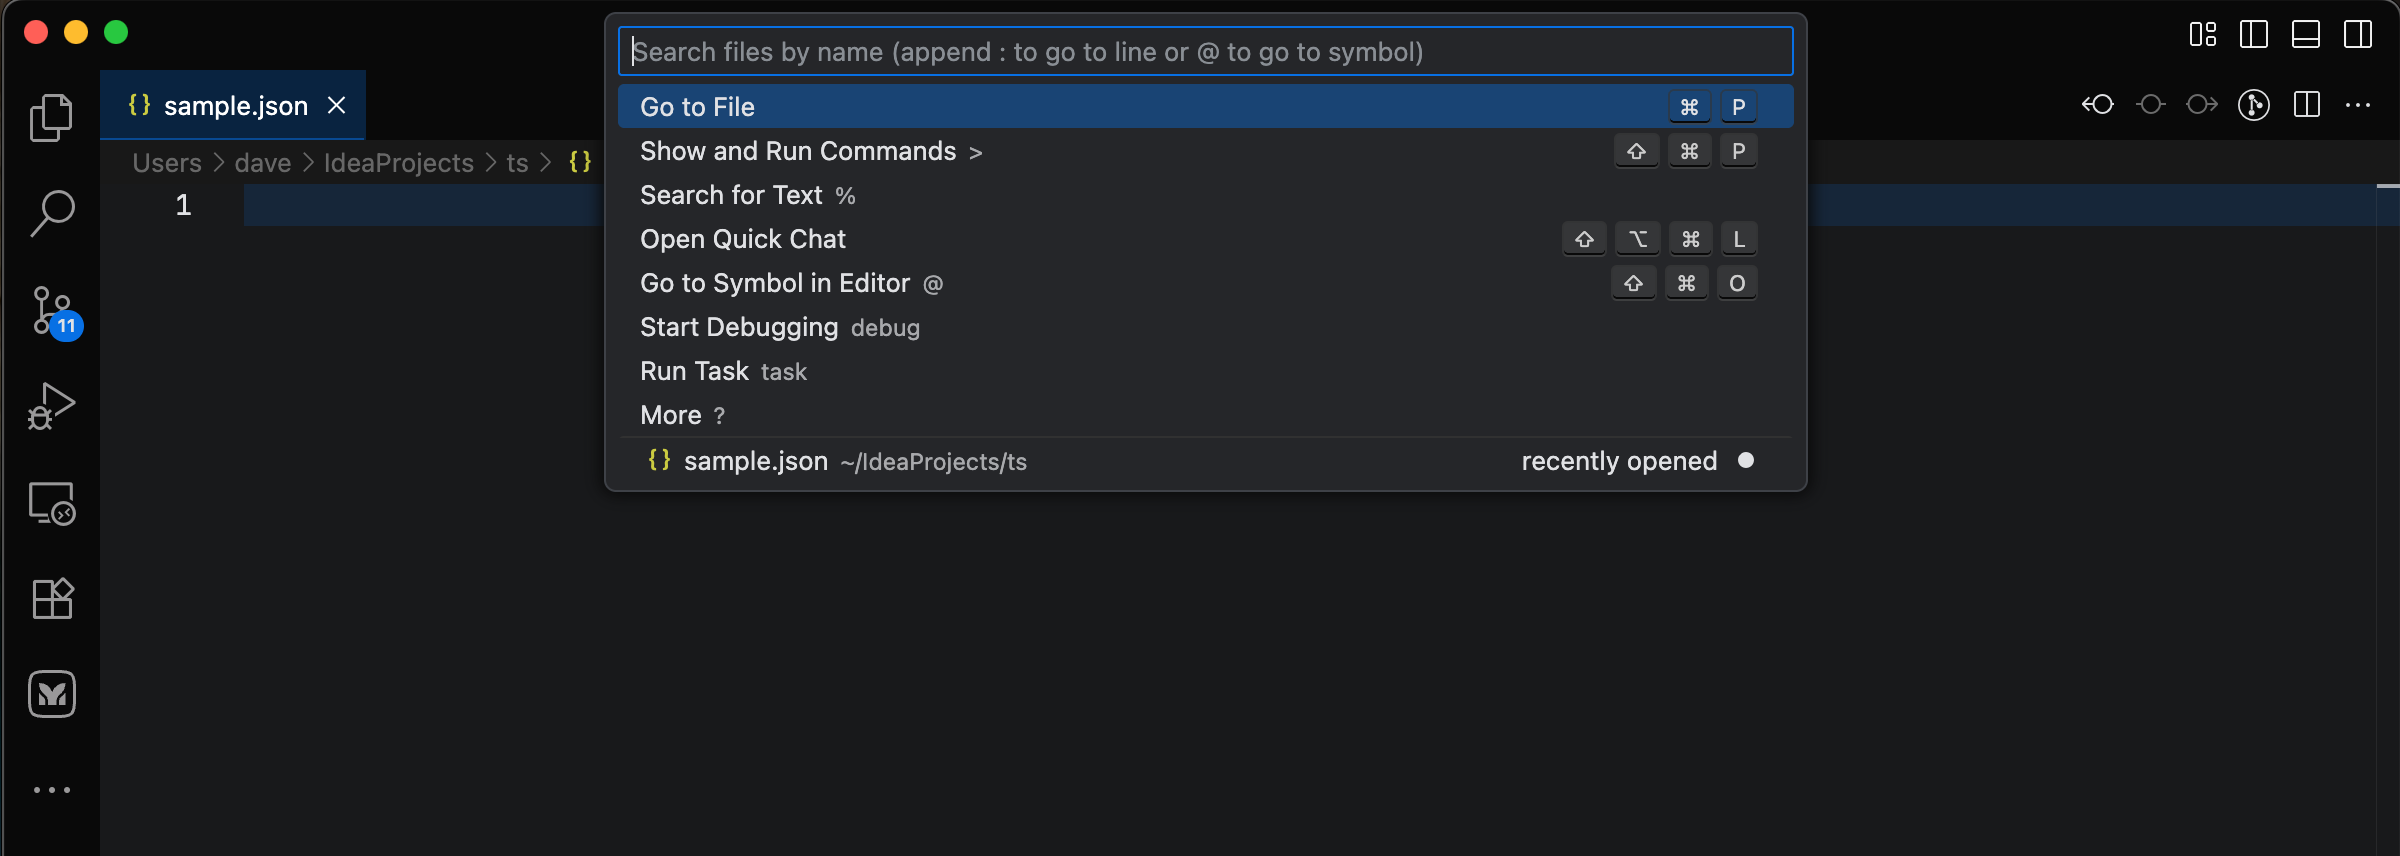 Search files by name (append : to go to line or @ to go to symbol)
{} sample.json
Go to File ⌘ P
Users > dave > IdeaProjects > ts > {}
Show and Run Commands > ⇧ ⌘ P
1
Search for Text %
Open Quick Chat ⇧ ⌥ ⌘ L
Go to Symbol in Editor @ ⇧ ⌘ O
11
Start Debugging debug
Run Task task
More ?
{} sample.json ~/IdeaProjects/ts recently opened